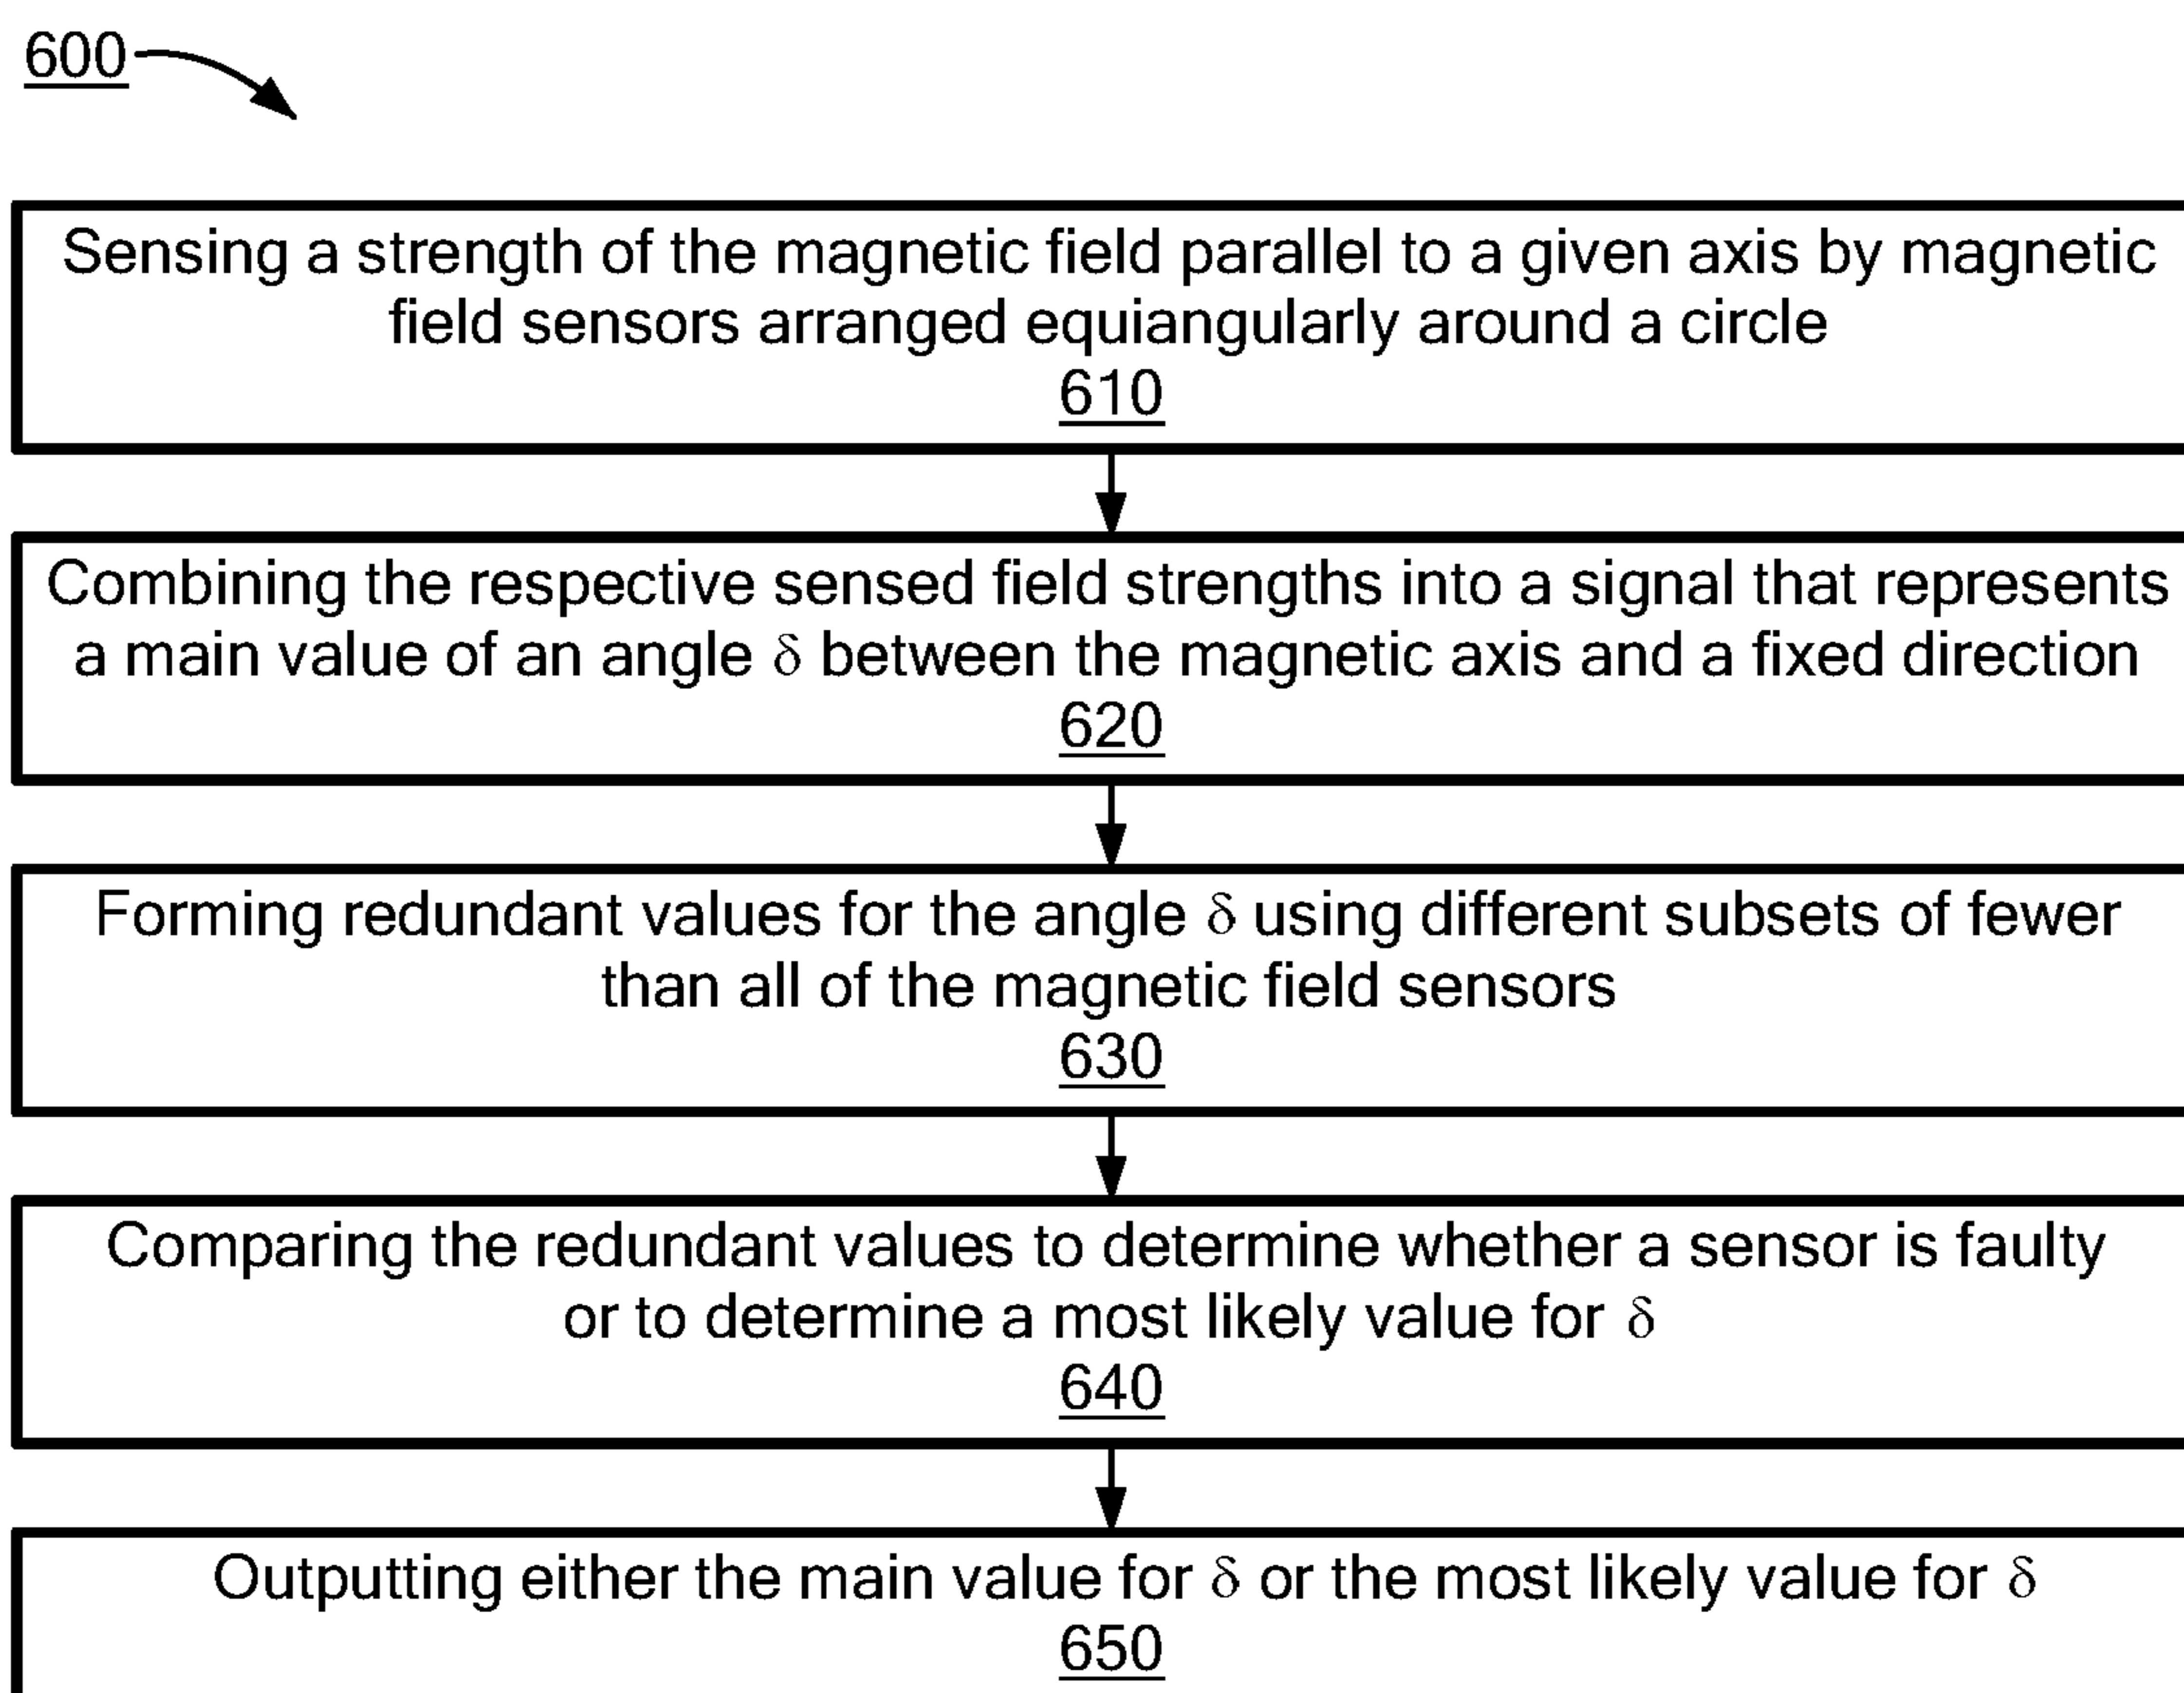 600
Sensing a strength of the magnetic field parallel to a given axis by magnetic
field sensors arranged equiangularly around a circle
610
Combining the respective sensed field strengths into a signal that represents
a main value of an angle δ between the magnetic axis and a fixed direction
620
Forming redundant values for the angle δ using different subsets of fewer
than all of the magnetic field sensors
630
Comparing the redundant values to determine whether a sensor is faulty
or to determine a most likely value for δ
640
Outputting either the main value for δ or the most likely value for δ
650